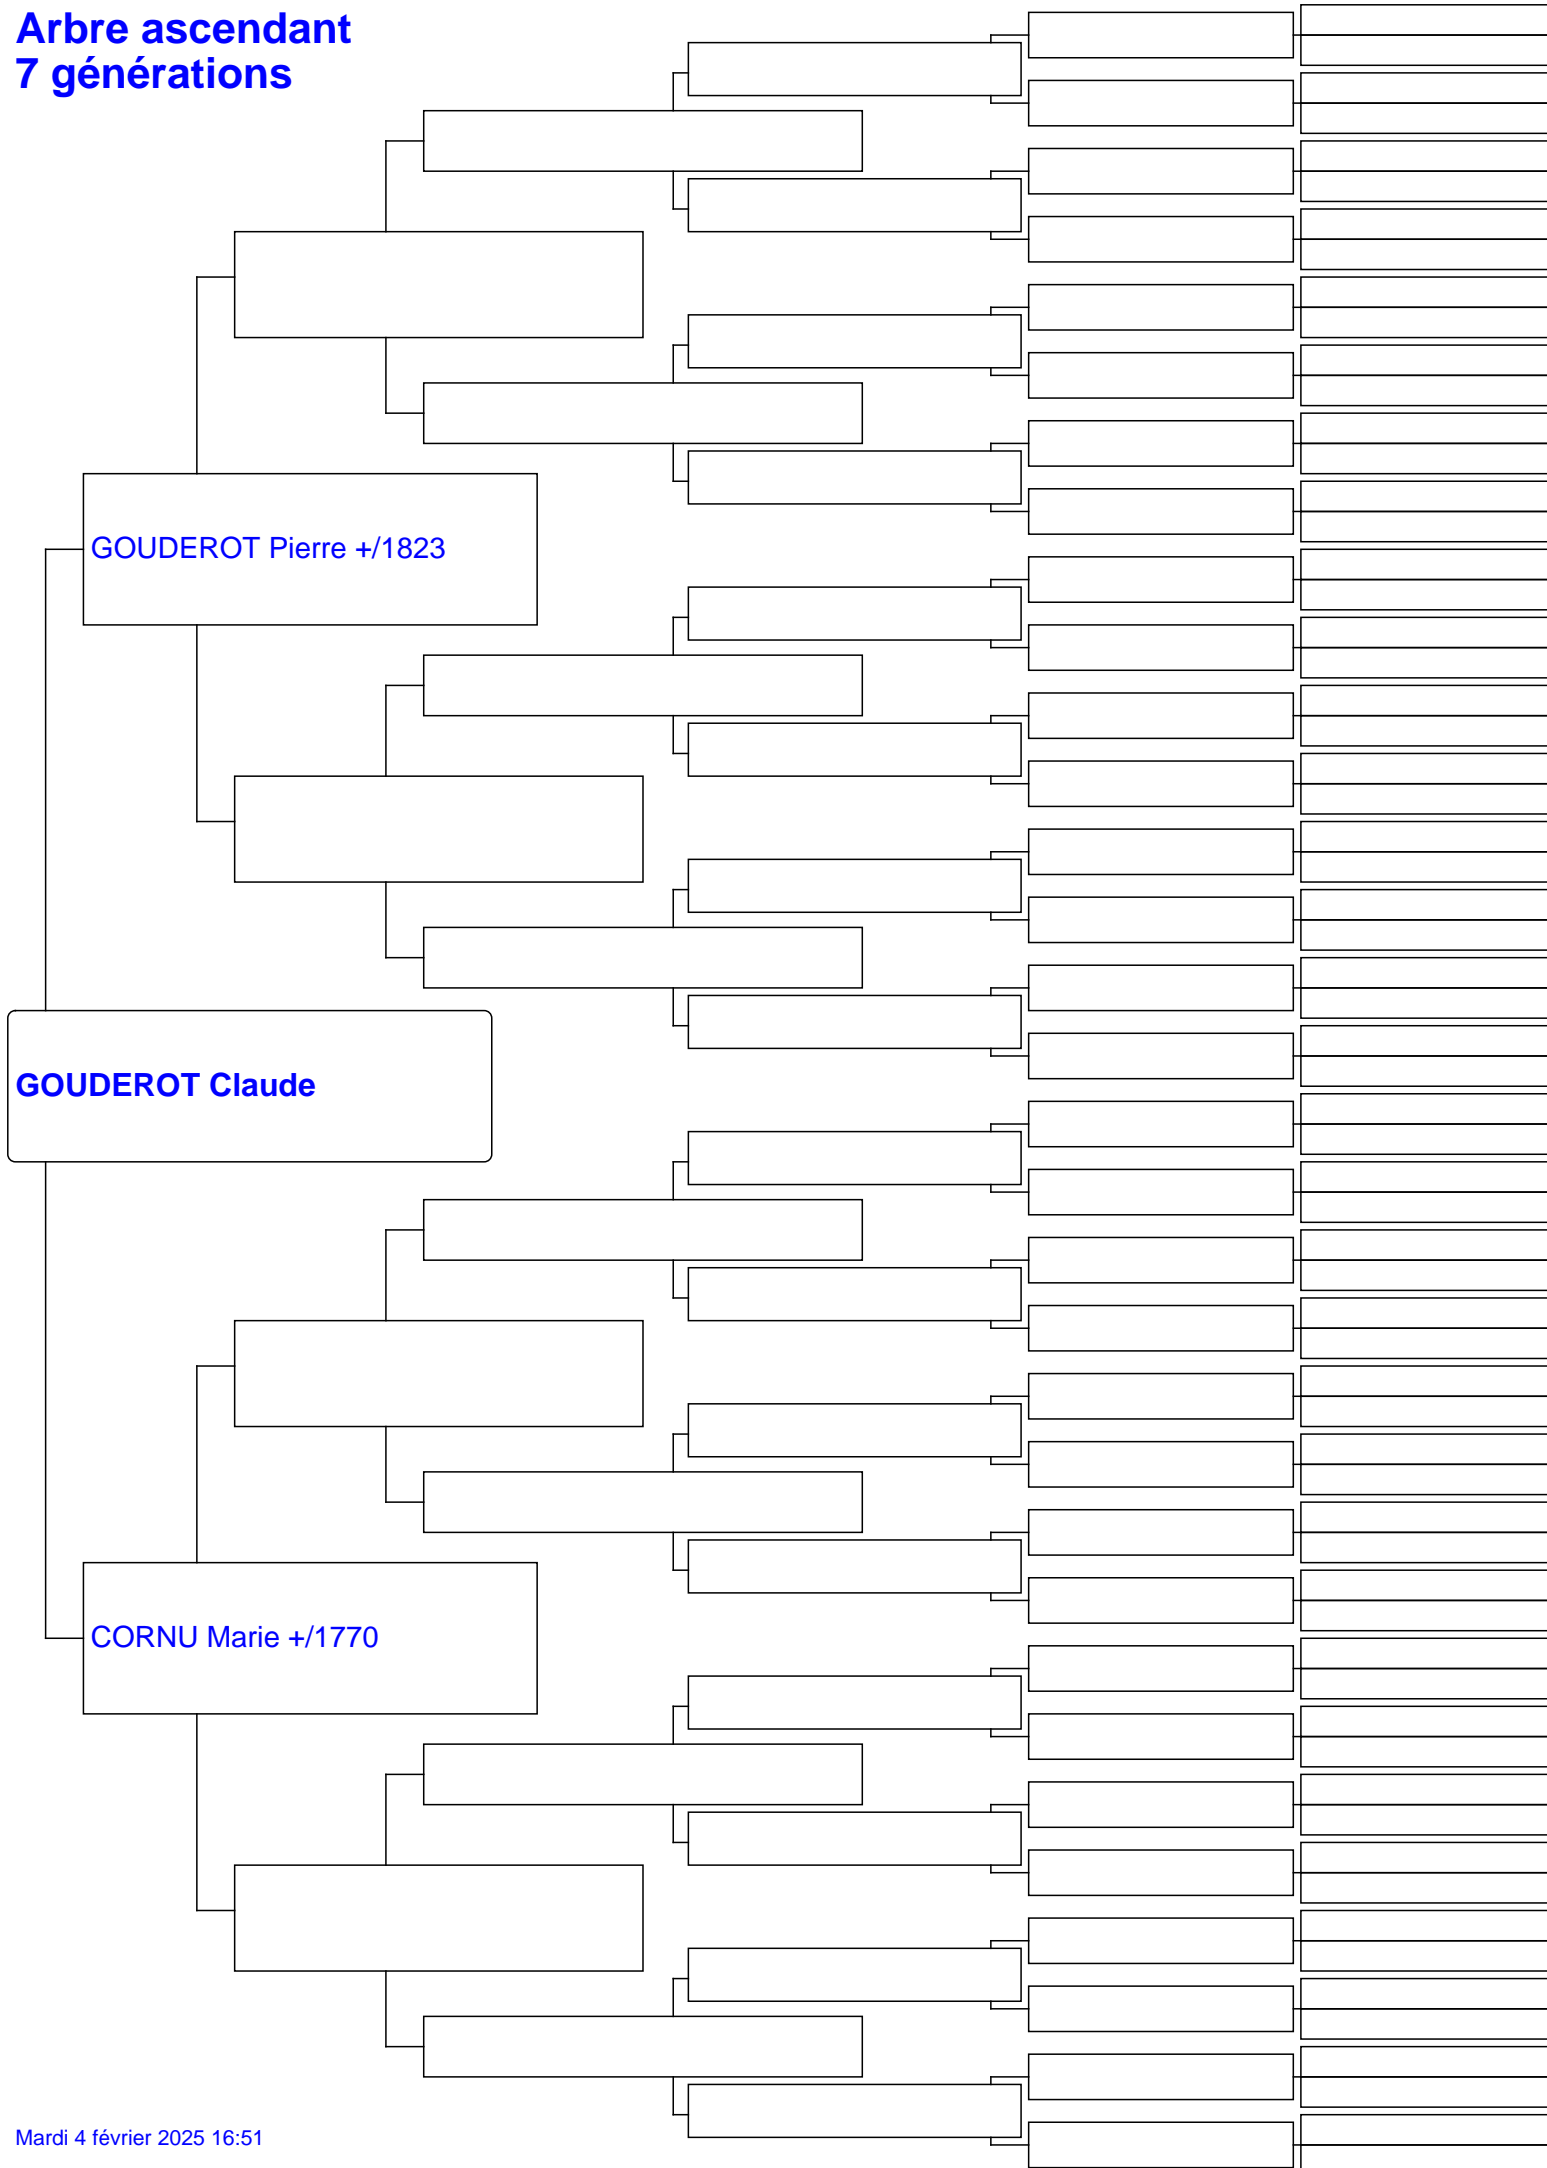 Arbre ascendant
7 générations
GOUDEROT Pierre +/1823
GOUDEROT Claude
CORNU Marie +/1770
Mardi 4 février 2025 16:51